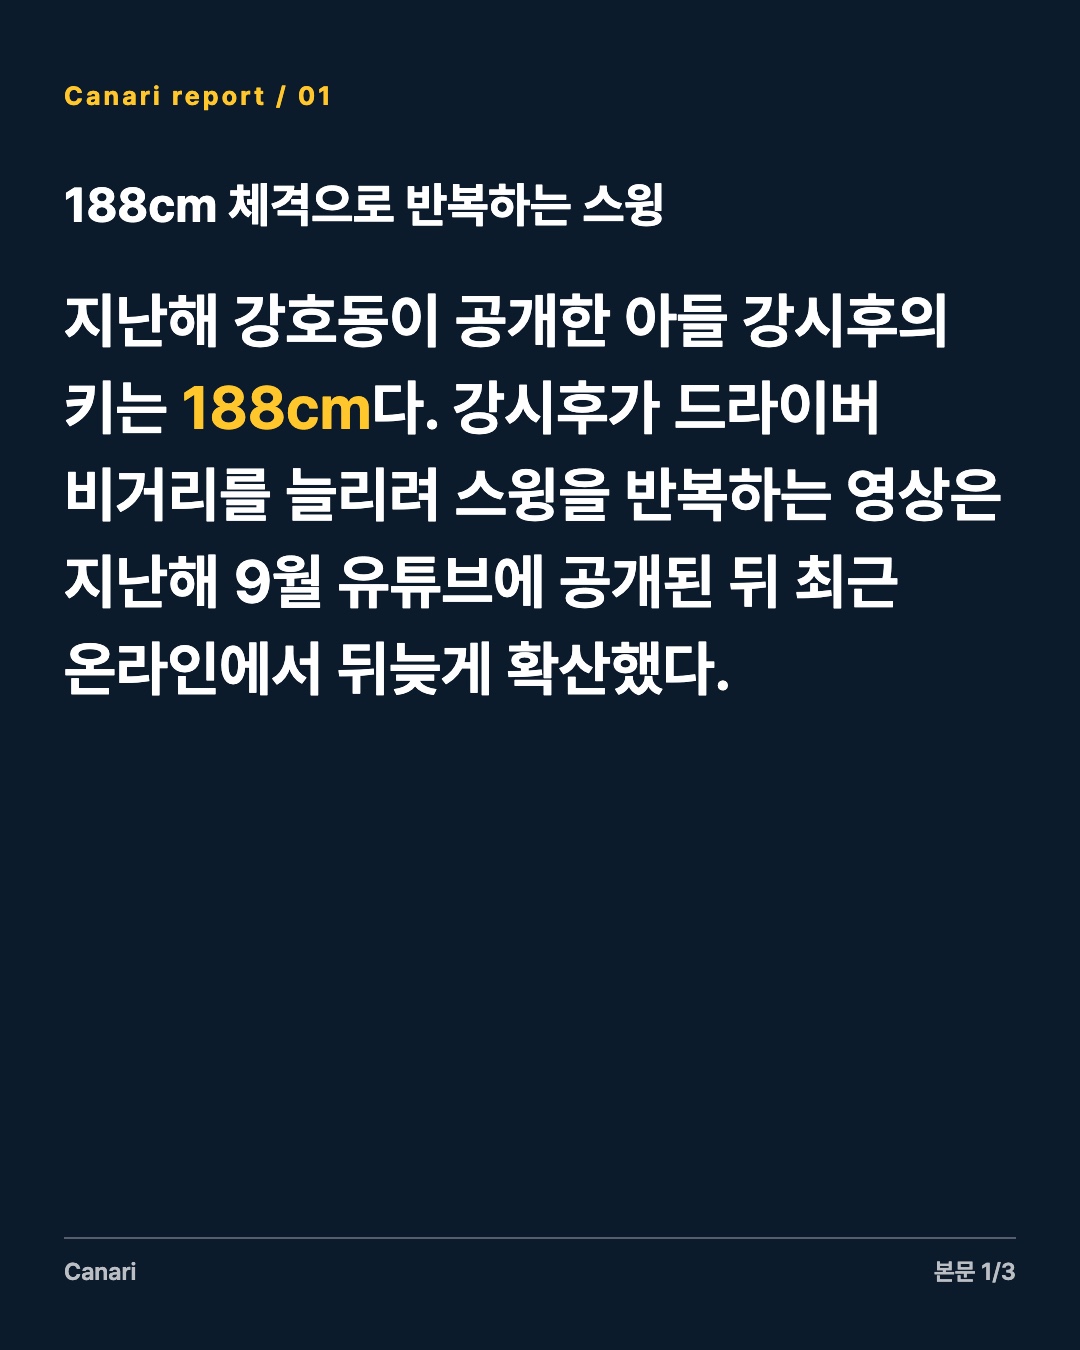 Canari report / 01
188cm 체격으로 반복하는 스윙
지난해 강호동이 공개한 아들 강시후의
키는 188cm다. 강시후가 드라이버
비거리를 늘리려 스윙을 반복하는 영상은
지난해 9월 유튜브에 공개된 뒤 최근
온라인에서 뒤늦게 확산했다.
Canari
본문 1/3